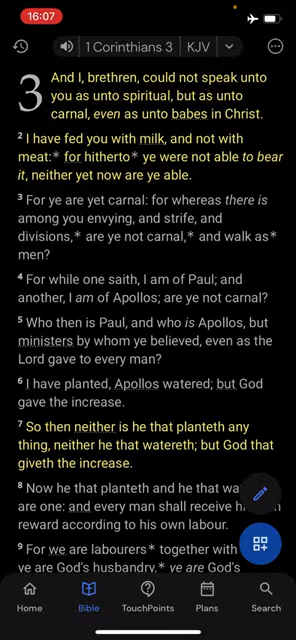 16:07
1 Corinthians 3 KJV
3 And I, brethren, could not speak unto
you as unto spiritual, but as unto
carnal, even as unto babes in Christ.
2 I have fed you with milk, and not with
meat:* for hitherto* ye were not able to bear
it, neither yet now are ye able.
3 For ye are yet carnal: for whereas there is
among you envying, and strife, and
divisions,* are ye not carnal,* and walk as*
men?
4 For while one saith, I am of Paul; and
another, I am of Apollos; are ye not carnal?
5 Who then is Paul, and who is Apollos, but
ministers by whom ye believed, even as the
Lord gave to every man?
6 I have planted, Apollos watered; but God
gave the increase.
7 So then neither is he that planteth any
thing, neither he that watereth; but God that
giveth the increase.
8 Now he that planteth and he that wa
are one: and every man shall receive hi n
reward according to his own labour.
9 For we are labourers* together with
ye are God's husbandry,* ye are God's
Home Bible TouchPoints Plans Search